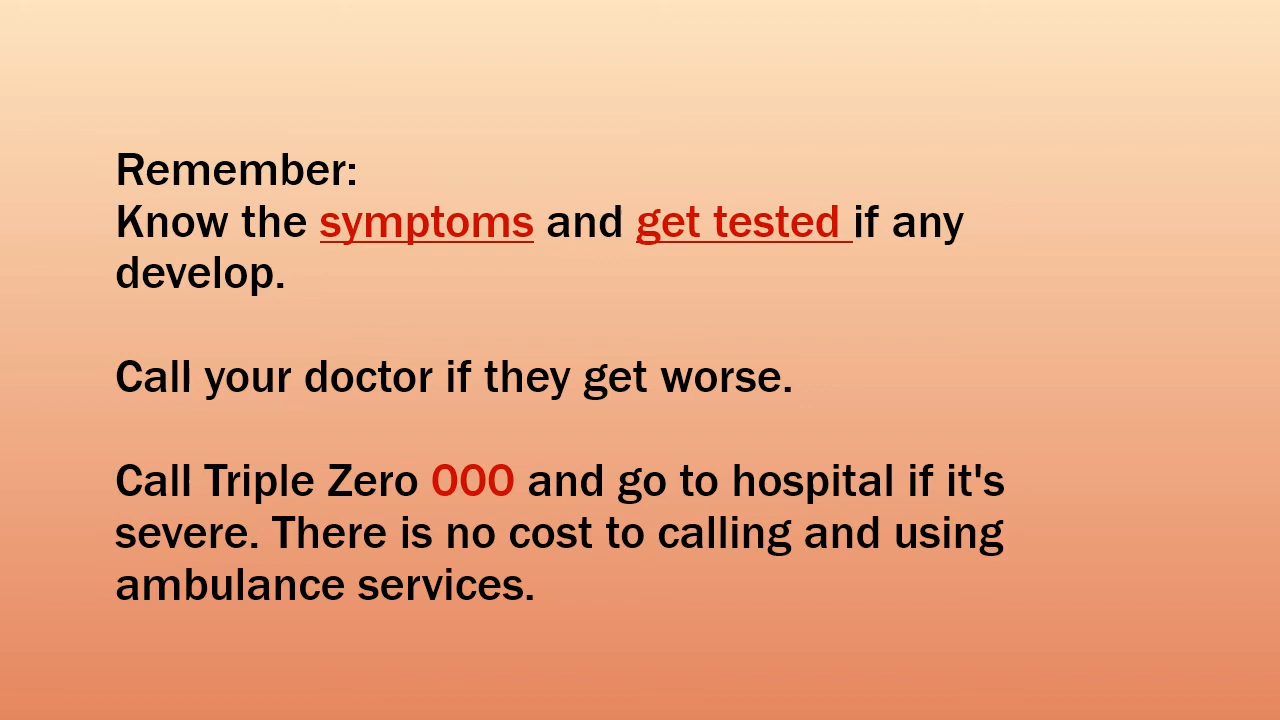 Remember:
Know the symptoms and get tested if any
develop.
Call your doctor if they get worse.
Call Triple Zero 000 and go to hospital if it's
severe. There is no cost to calling and using
ambulance services.